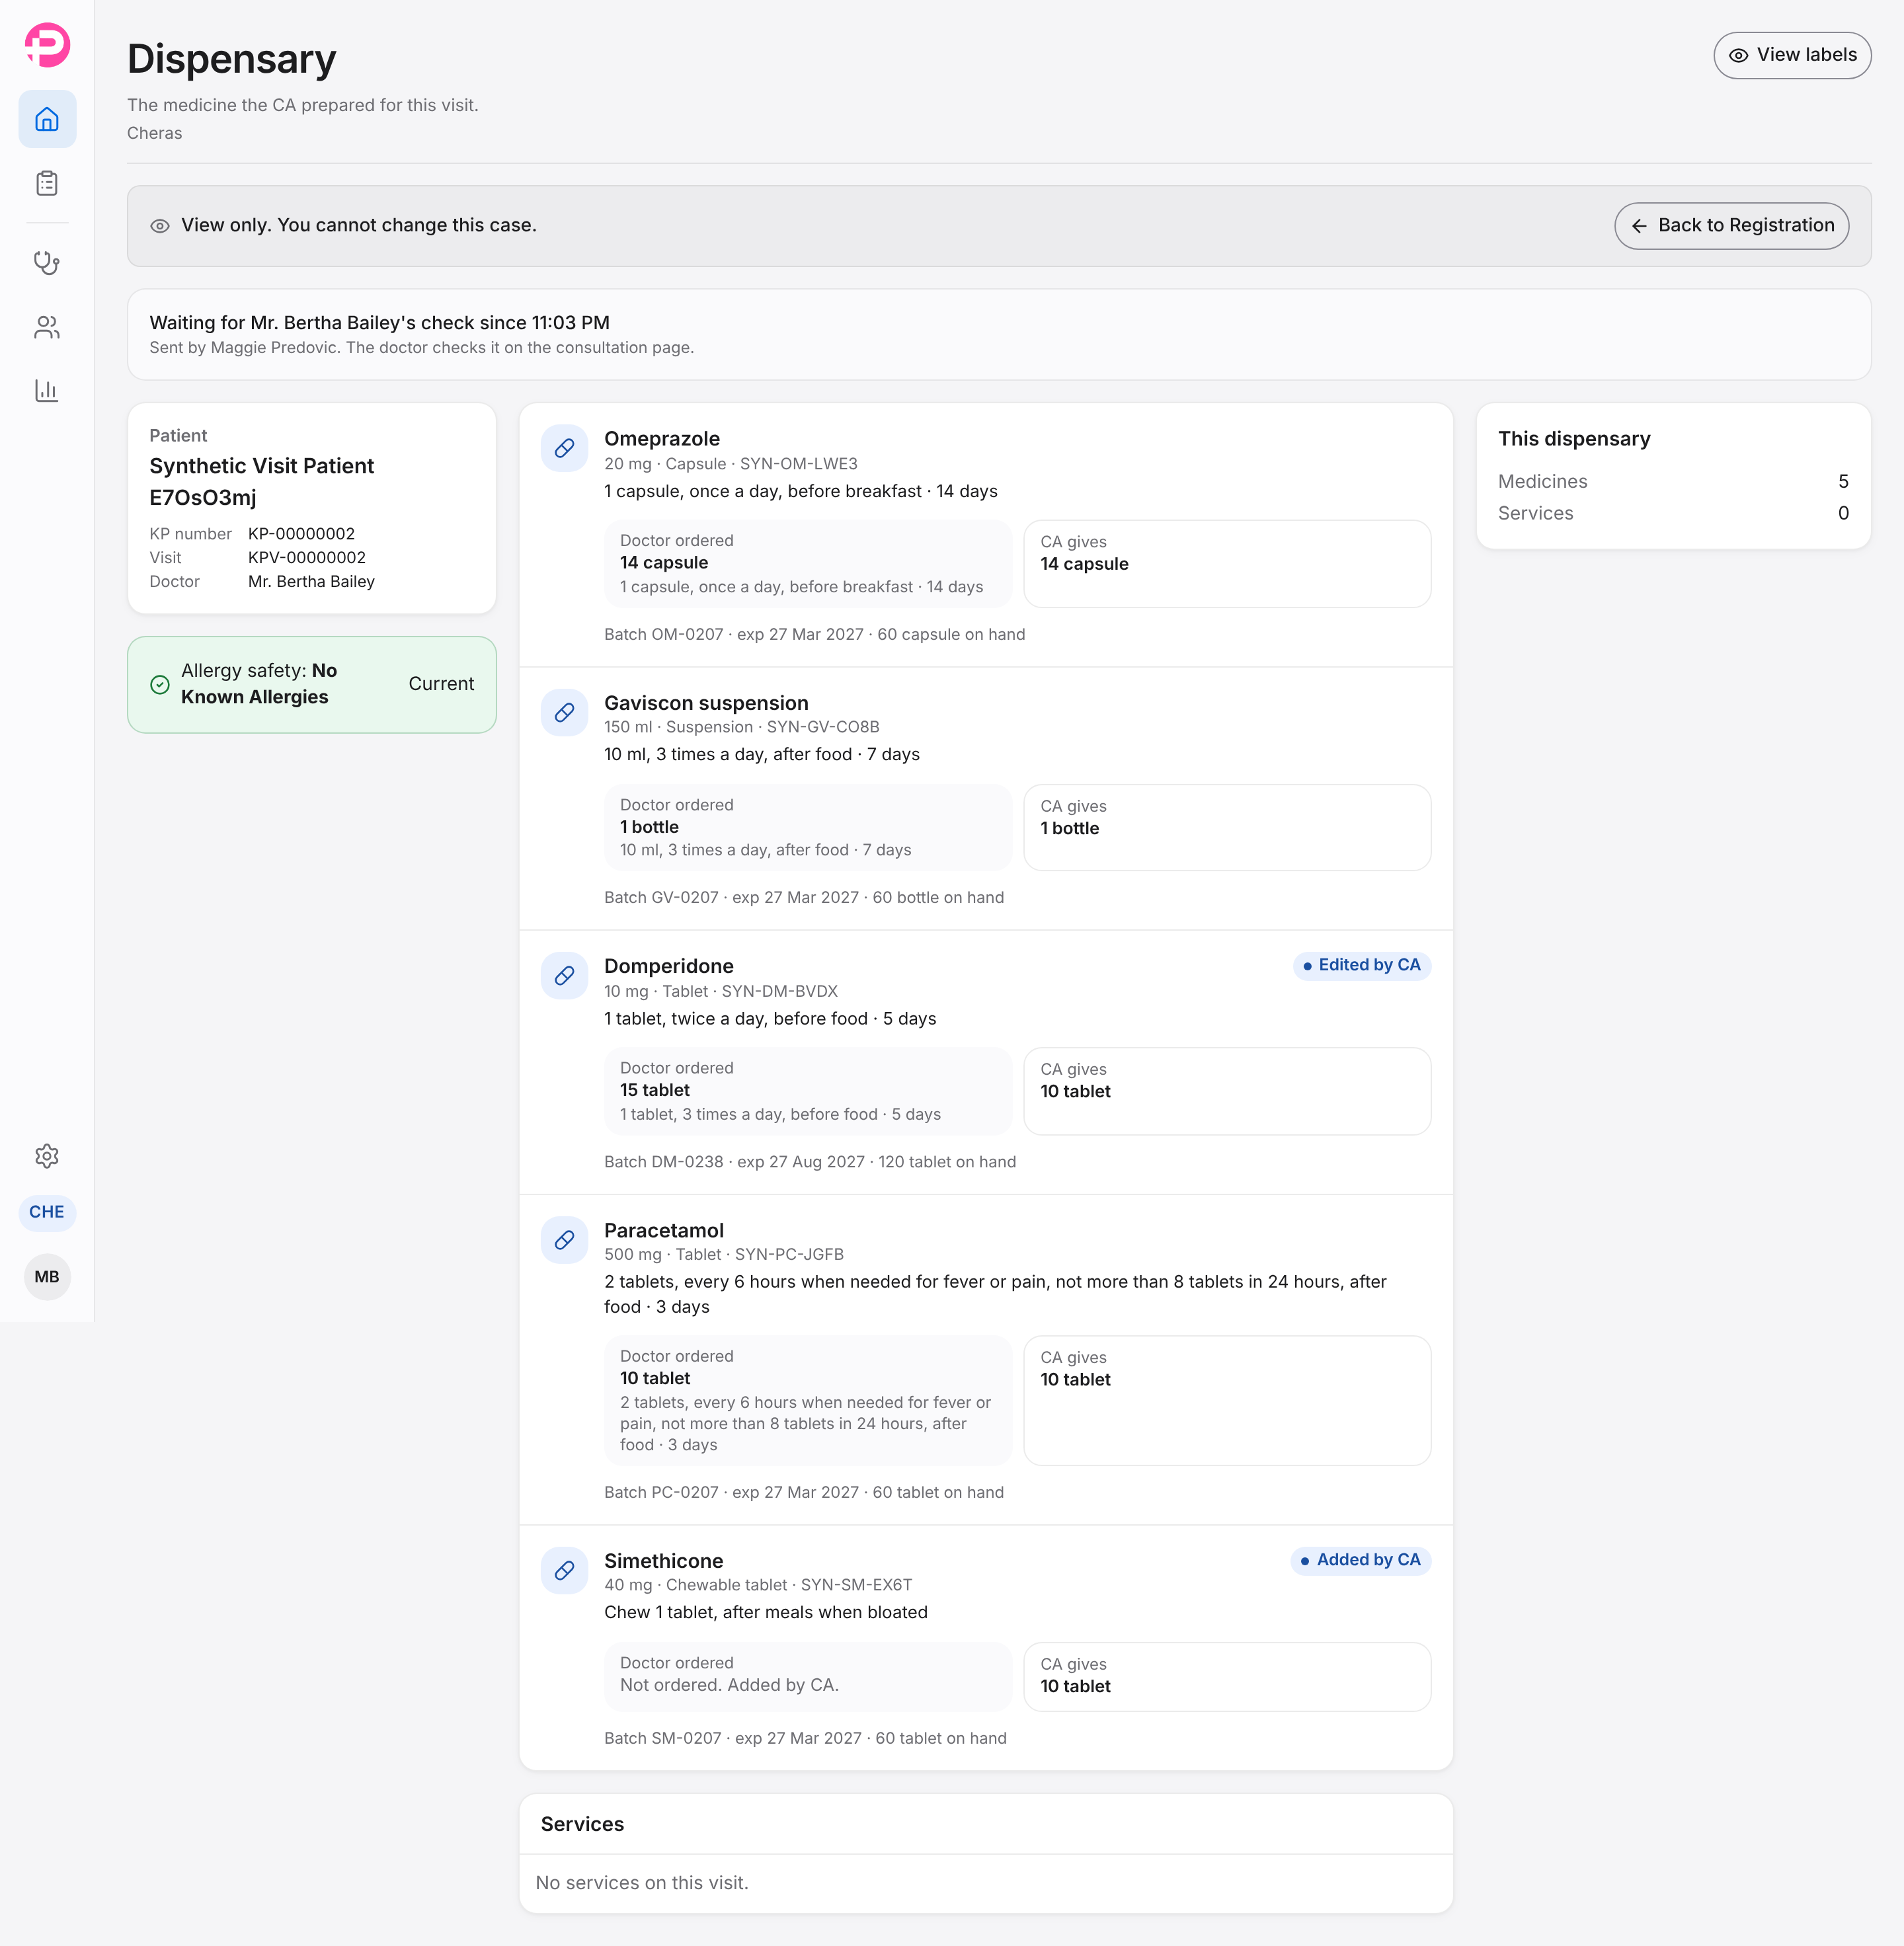 Dispensary
The medicine the CA prepared for this visit.
Cheras
View labels
View only. You cannot change this case.
Back to Registration
Waiting for Mr. Bertha Bailey's check since 11:03 PM
Sent by Maggie Predovic. The doctor checks it on the consultation page.
Patient
Synthetic Visit Patient
E7OsO3mj
KP number KP-00000002
Visit KPV-00000002
Doctor Mr. Bertha Bailey
Allergy safety: No
Known Allergies
Current
Omeprazole
20 mg · Capsule · SYN-OM-LWE3
1 capsule, once a day, before breakfast · 14 days
Doctor ordered
14 capsule
1 capsule, once a day, before breakfast · 14 days
CA gives
14 capsule
Batch OM-0207 · exp 27 Mar 2027 · 60 capsule on hand
Gaviscon suspension
150 ml · Suspension · SYN-GV-CO8B
10 ml, 3 times a day, after food · 7 days
Doctor ordered
1 bottle
10 ml, 3 times a day, after food · 7 days
CA gives
1 bottle
Batch GV-0207 · exp 27 Mar 2027 · 60 bottle on hand
Domperidone
Edited by CA
10 mg · Tablet · SYN-DM-BVDX
1 tablet, twice a day, before food · 5 days
Doctor ordered
15 tablet
1 tablet, 3 times a day, before food · 5 days
CA gives
10 tablet
Batch DM-0238 · exp 27 Aug 2027 · 120 tablet on hand
Paracetamol
500 mg · Tablet · SYN-PC-JGFB
2 tablets, every 6 hours when needed for fever or pain, not more than 8 tablets in 24 hours, after
food · 3 days
Doctor ordered
10 tablet
2 tablets, every 6 hours when needed for fever or
pain, not more than 8 tablets in 24 hours, after
food · 3 days
CA gives
10 tablet
Batch PC-0207 · exp 27 Mar 2027 · 60 tablet on hand
Simethicone
Added by CA
40 mg · Chewable tablet · SYN-SM-EX6T
Chew 1 tablet, after meals when bloated
Doctor ordered
Not ordered. Added by CA.
CA gives
10 tablet
Batch SM-0207 · exp 27 Mar 2027 · 60 tablet on hand
Services
No services on this visit.
This dispensary
Medicines 5
Services 0
CHE
MB